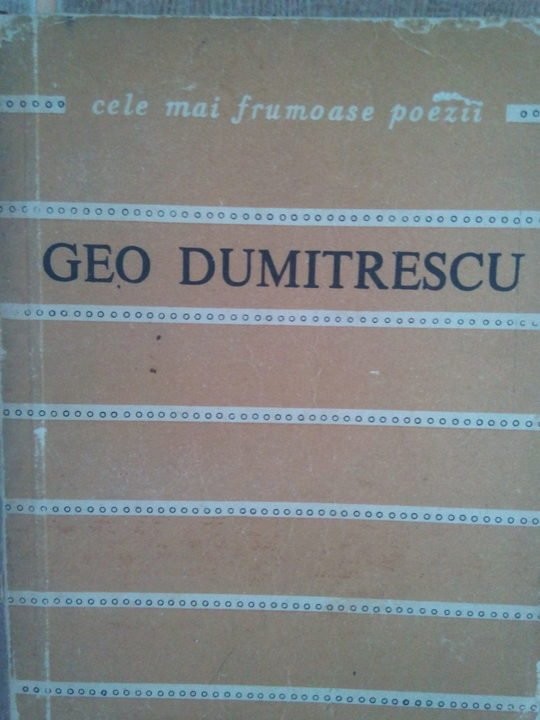 cele mai frumoase poezii
GEO DUMITRESCU